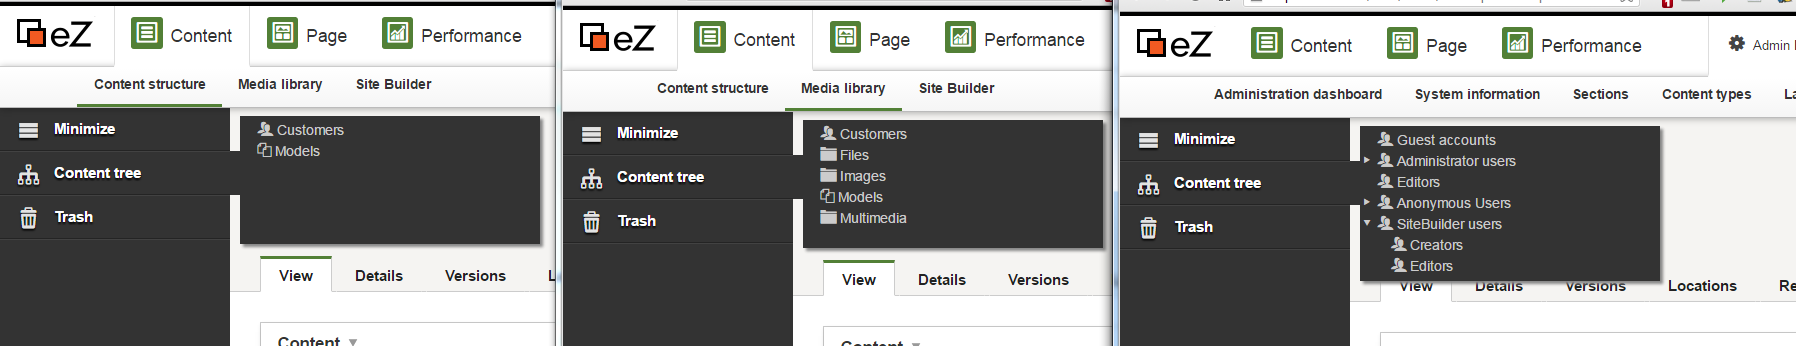 eZ Content Page Performance
Content structure Media library Site Builder
Minimize
Content tree
Trash
Customers
Models
View Details Versions
Content
eZ Content Page Performance
Content structure Media library Site Builder
Minimize
Content tree
Trash
Customers
Files
Images
Models
Multimedia
View Details Versions
eZ Content Page Performance Admin
Administration dashboard System information Sections Content types La
Minimize
Content tree
Trash
Guest accounts
Administrator users
Editors
Anonymous Users
SiteBuilder users
Creators
Editors
View Details Versions Locations Re